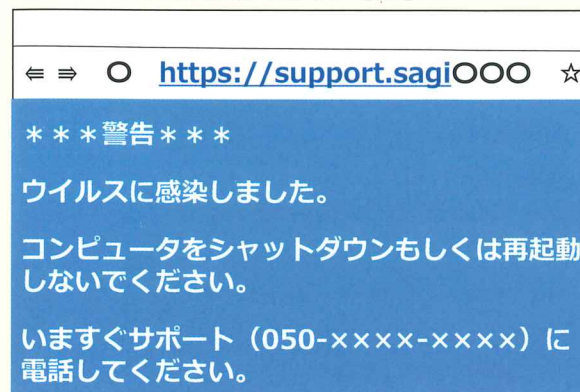 ⇐ ⇒ 〇 https://support.sagi〇〇〇 ☆
＊＊＊警告＊＊＊
ウイルスに感染しました。
コンピュータをシャットダウンもしくは再起動
しないでください。
いますぐサポート（050-××××-××××）に
電話してください。